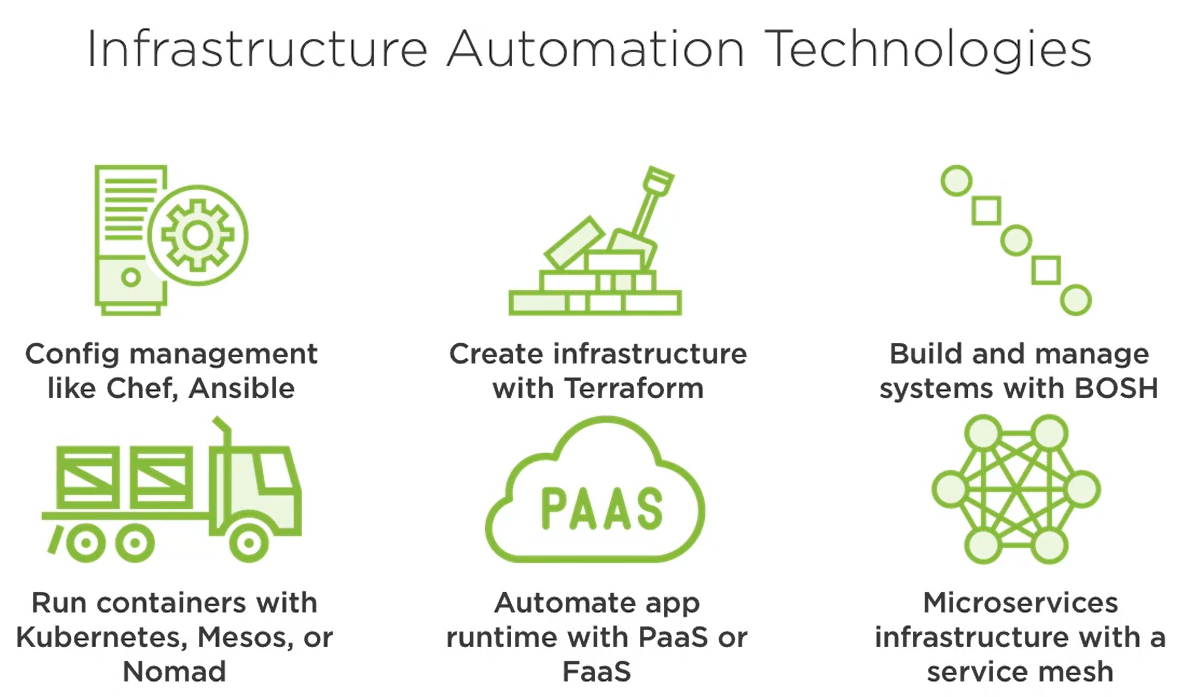 Infrastructure Automation Technologies
Config management
like Chef, Ansible
Create infrastructure
with Terraform
Build and manage
systems with BOSH
PAAS
Run containers with
Kubernetes, Mesos, or
Nomad
Automate app
runtime with PaaS or
FaaS
Microservices
infrastructure with a
service mesh